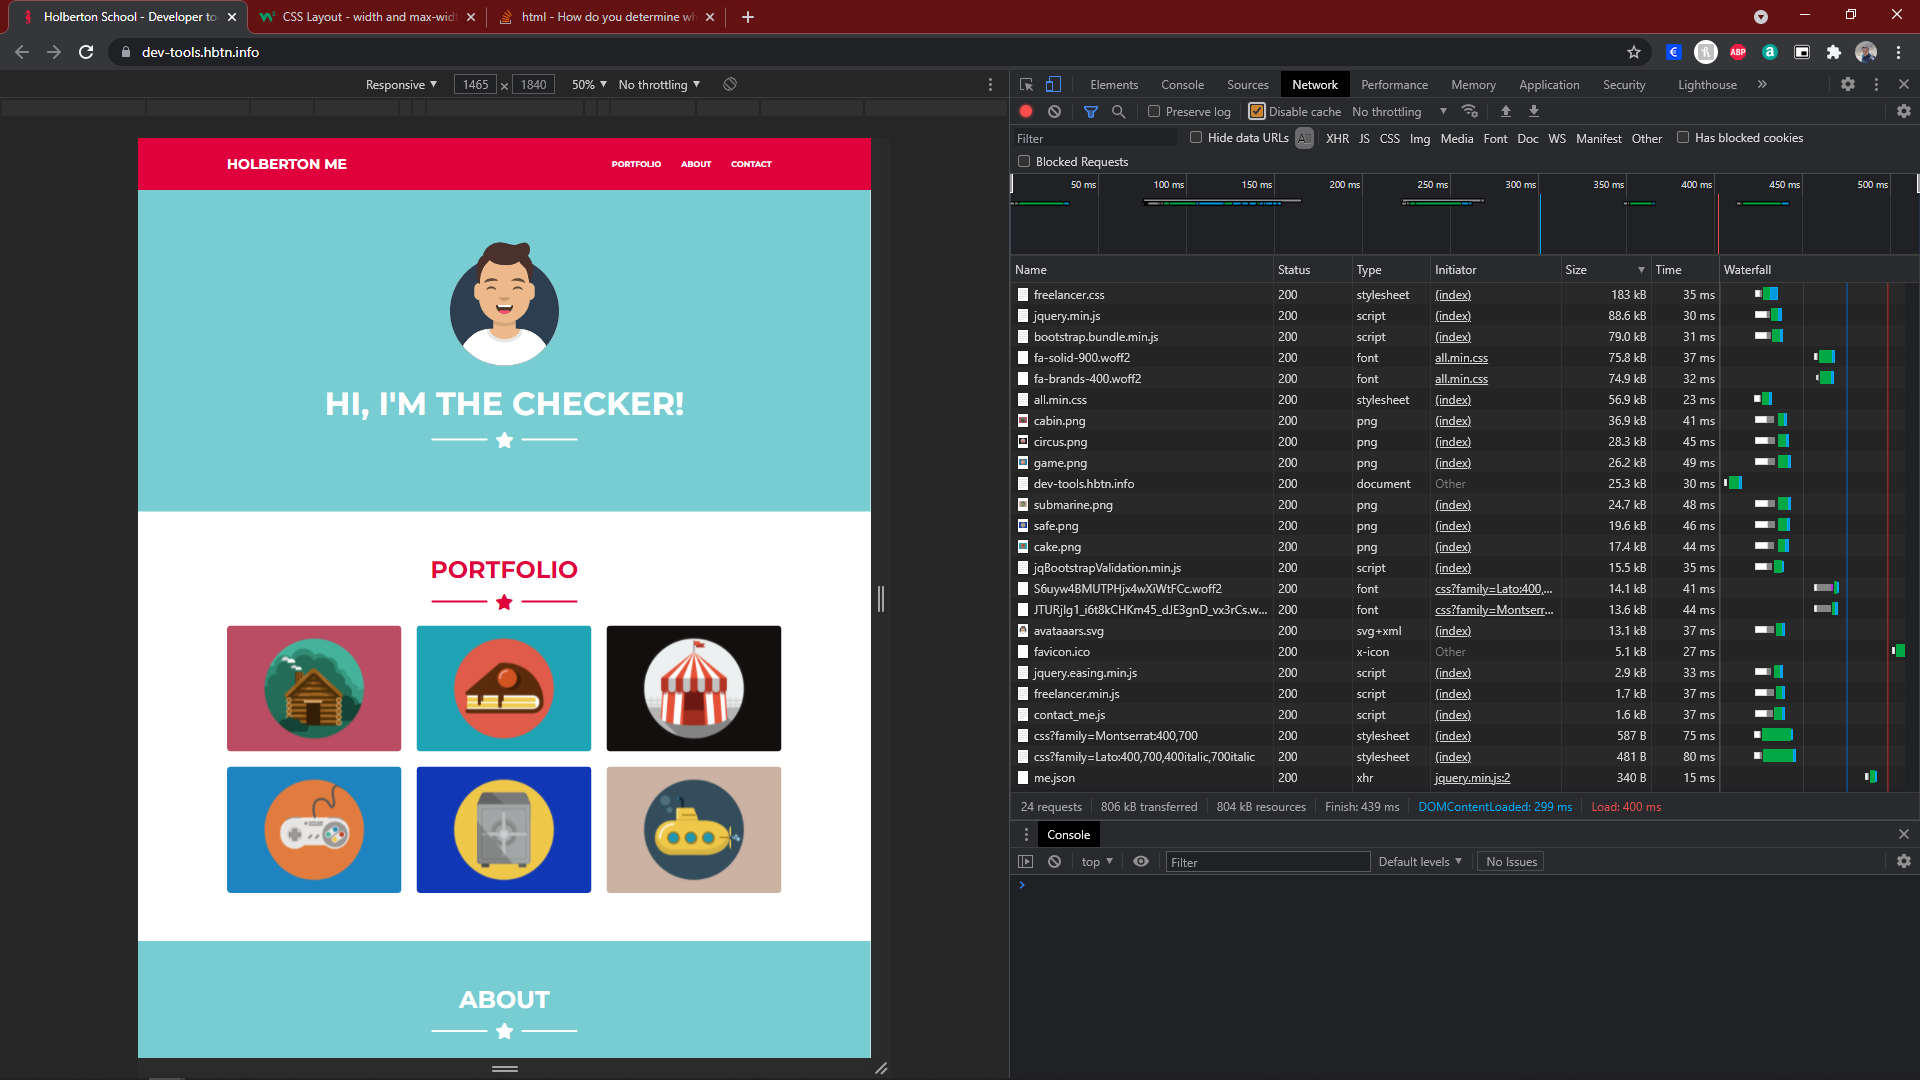 Holberton School - Developer to
CSS Layout - width and max-widt
html - How do you determine wh
dev-tools.hbtn.info
ABP
Responsive ▼ 1465 × 1840 50% ▼ No throttling ▼
Elements Console Sources Network Performance Memory Application Security Lighthouse »
Preserve log Disable cache No throttling ▼
Filter Hide data URLs All XHR JS CSS Img Media Font Doc WS Manifest Other Has blocked cookies
Blocked Requests
50 ms 100 ms 150 ms 200 ms 250 ms 300 ms 350 ms 400 ms 450 ms 500 ms
Name Status Type Initiator Size ▼ Time Waterfall
freelancer.css 200 stylesheet (index) 183 kB 35 ms
jquery.min.js 200 script (index) 88.6 kB 30 ms
bootstrap.bundle.min.js 200 script (index) 79.0 kB 31 ms
fa-solid-900.woff2 200 font all.min.css 75.8 kB 37 ms
fa-brands-400.woff2 200 font all.min.css 74.9 kB 32 ms
all.min.css 200 stylesheet (index) 56.9 kB 23 ms
cabin.png 200 png (index) 36.9 kB 41 ms
circus.png 200 png (index) 28.3 kB 45 ms
game.png 200 png (index) 26.2 kB 49 ms
dev-tools.hbtn.info 200 document Other 25.3 kB 30 ms
submarine.png 200 png (index) 24.7 kB 48 ms
safe.png 200 png (index) 19.6 kB 46 ms
cake.png 200 png (index) 17.4 kB 44 ms
jqBootstrapValidation.min.js 200 script (index) 15.5 kB 35 ms
S6uyw4BMUTPHjx4wXiWtFCc.woff2 200 font css?family=Lato:400,... 14.1 kB 41 ms
JTURjIg1_i6t8kCHKm45_dJE3gnD_vx3rCs.w... 200 font css?family=Montserr... 13.6 kB 44 ms
avataaars.svg 200 svg+xml (index) 13.1 kB 37 ms
favicon.ico 200 x-icon Other 5.1 kB 27 ms
jquery.easing.min.js 200 script (index) 2.9 kB 33 ms
freelancer.min.js 200 script (index) 1.7 kB 37 ms
contact_me.js 200 script (index) 1.6 kB 37 ms
css?family=Montserrat:400,700 200 stylesheet (index) 587 B 75 ms
css?family=Lato:400,700,400italic,700italic 200 stylesheet (index) 481 B 80 ms
me.json 200 xhr jquery.min.js:2 340 B 15 ms
24 requests 806 kB transferred 804 kB resources Finish: 439 ms DOMContentLoaded: 299 ms Load: 400 ms
Console
top ▼ Filter Default levels ▼ No Issues
HOLBERTON ME PORTFOLIO ABOUT CONTACT
HI, I'M THE CHECKER!
PORTFOLIO
ABOUT